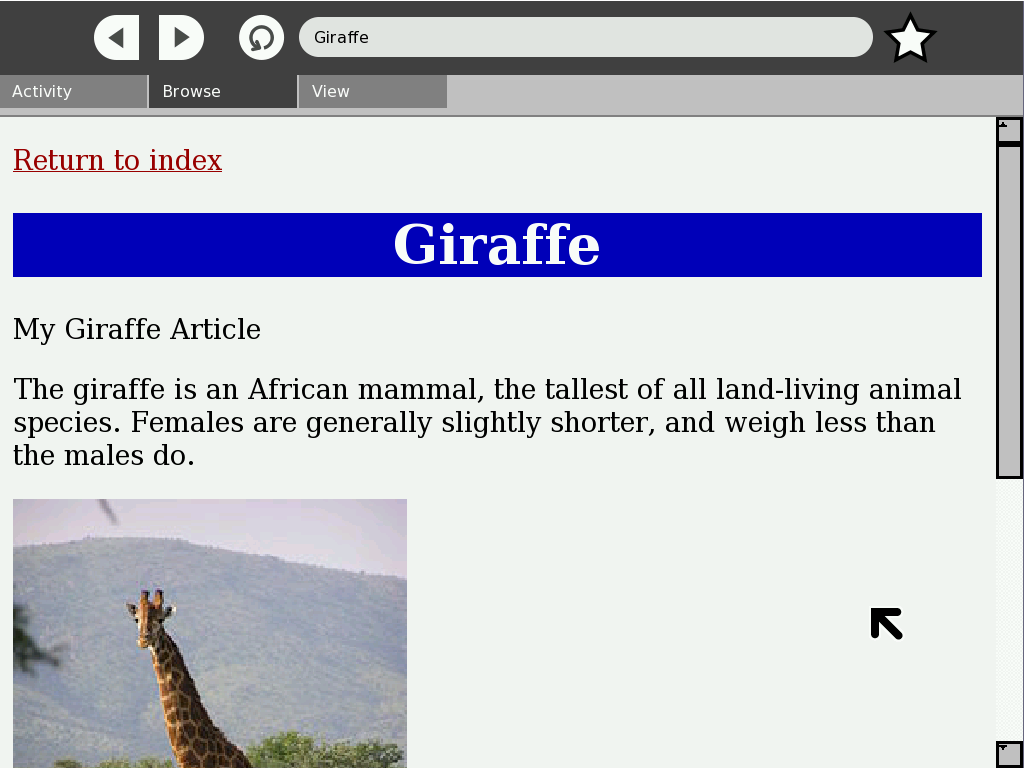 Giraffe
Activity
Browse
View
Return to index
Giraffe
My Giraffe Article
The giraffe is an African mammal, the tallest of all land-living animal
species. Females are generally slightly shorter, and weigh less than
the males do.